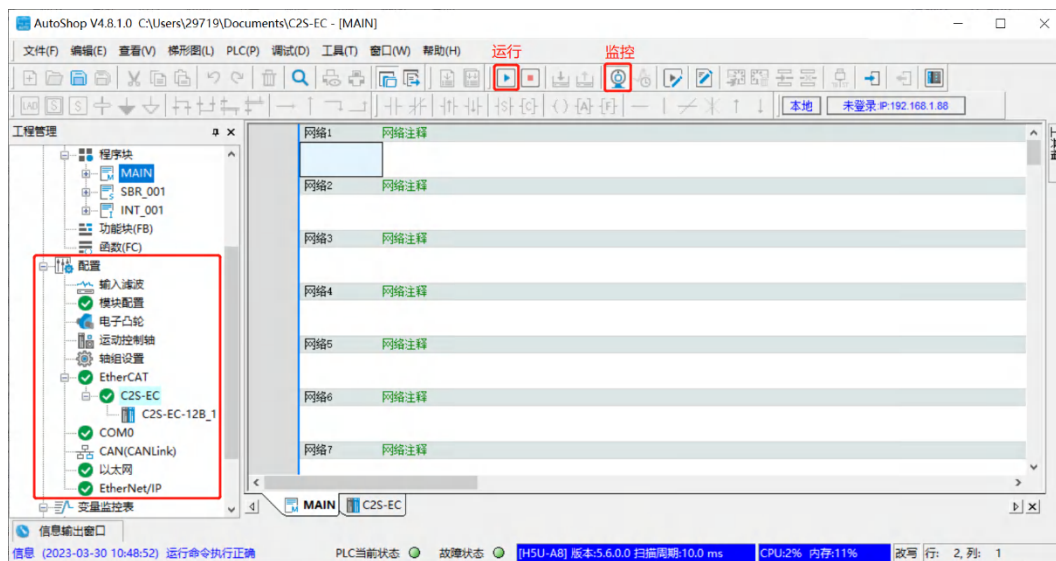 AutoShop V4.8.1.0 C:\Users\29719\Documents\C2S-EC - [MAIN]
文件(F) 编辑(E) 查看(V) 梯形图(L) PLC(P) 调试(D) 工具(T) 窗口(W) 帮助(H)
运行 监控
LAD S S
本地 未登录:IP:192.168.1.88
工程管理
程序块
MAIN
SBR_001
INT_001
功能块(FB)
函数(FC)
配置
输入滤波
模块配置
电子凸轮
运动控制轴
轴组设置
EtherCAT
C2S-EC
C2S-EC-12B_1
COM0
CAN(CANLink)
以太网
EtherNet/IP
变量监控表
网络1 网络注释
网络2 网络注释
网络3 网络注释
网络4 网络注释
网络5 网络注释
网络6 网络注释
网络7 网络注释
MAIN C2S-EC
信息输出窗口
信息 (2023-03-30 10:48:52) 运行命令执行正确 PLC当前状态 故障状态 [H5U-A8] 版本:5.6.0.0 扫描周期:10.0 ms CPU:2% 内存:11% 改写 行: 2,列: 1